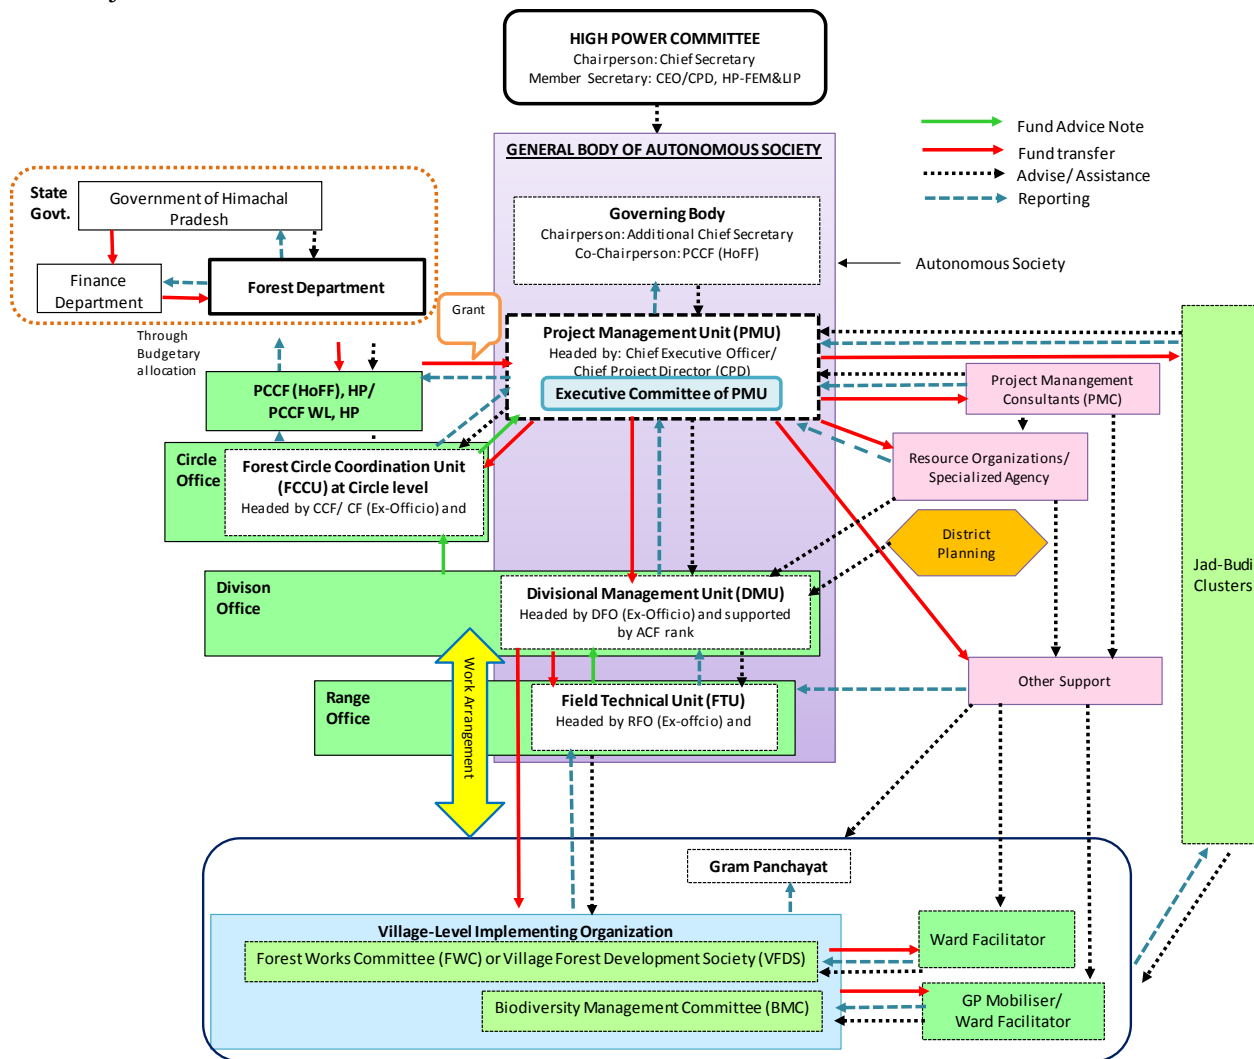 HIGH POWER COMMITTEE
Chairperson: Chief Secretary
Member Secretary: CEO/CPD, HP-FEM&LIP
Fund Advice Note
Fund transfer
Advise/ Assistance
Reporting
GENERAL BODY OF AUTONOMOUS SOCIETY
State
Govt.
Government of Himachal
Pradesh
Finance
Department
Forest Department
Governing Body
Chairperson: Additional Chief Secretary
Co-Chairperson: PCCF (HoFF)
Autonomous Society
Grant
Through
Budgetary
allocation
Project Management Unit (PMU)
Headed by: Chief Executive Officer/
Chief Project Director (CPD)
Executive Committee of PMU
PCCF (HoFF), HP/
PCCF WL, HP
Project Manangement
Consultants (PMC)
Circle
Office
Forest Circle Coordination Unit
(FCCU) at Circle level
Headed by CCF/ CF (Ex-Officio) and
Resource Organizations/
Specialized Agency
District
Planning
Jad-Budi
Clusters
Divison
Office
Divisional Management Unit (DMU)
Headed by DFO (Ex-Officio) and supported
by ACF rank
Work Arrangement
Range
Office
Field Technical Unit (FTU)
Headed by RFO (Ex-offcio) and
Other Support
Gram Panchayat
Village-Level Implementing Organization
Forest Works Committee (FWC) or Village Forest Development Society (VFDS)
Biodiversity Management Committee (BMC)
Ward Facilitator
GP Mobiliser/
Ward Facilitator